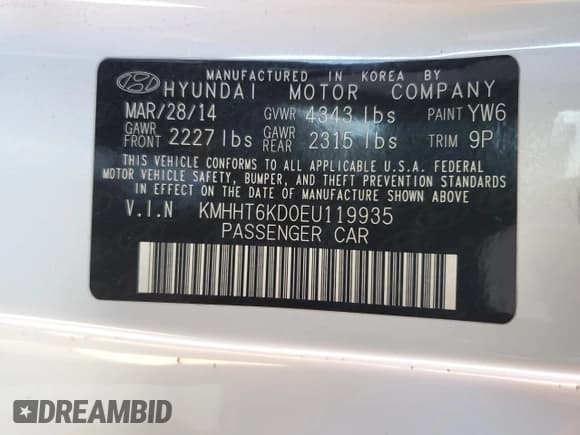 MANUFACTURED IN KOREA BY
HYUNDAI MOTOR COMPANY
MAR/28/14 GVWR 4343 lbs PAINT YW6
GAWR FRONT 2227 lbs GAWR REAR 2315 lbs TRIM 9P
THIS VEHICLE CONFORMS TO ALL APPLICABLE U.S.A. FEDERAL
MOTOR VEHICLE SAFETY, BUMPER, AND THEFT PREVENTION STANDARDS
IN EFFECT ON THE DATE OF MANUFACTURE SHOWN ABOVE
V.I.N KMHHT6KD0EU119935
PASSENGER CAR
DREAMBID